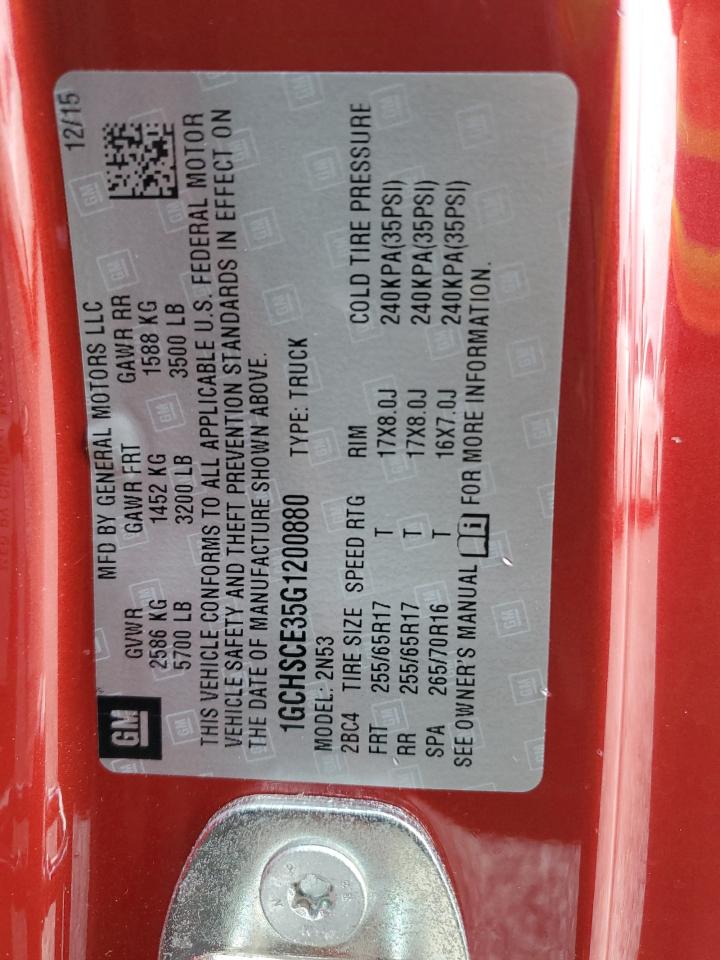 GM
MFD BY GENERAL MOTORS LLC 12/15
GVWR GAWR FRT GAWR RR
2586 KG 1452 KG 1588 KG
5700 LB 3200 LB 3500 LB
THIS VEHICLE CONFORMS TO ALL APPLICABLE U.S. FEDERAL MOTOR
VEHICLE SAFETY AND THEFT PREVENTION STANDARDS IN EFFECT ON
THE DATE OF MANUFACTURE SHOWN ABOVE.
1GCHSCE35G1200880 TYPE: TRUCK
MODEL: 2N53
2BC4 TIRE SIZE SPEED RTG RIM COLD TIRE PRESSURE
FRT 255/65R17 T 17X8.0J 240KPA(35PSI)
RR 255/65R17 T 17X8.0J 240KPA(35PSI)
SPA 265/70R16 T 16X7.0J 240KPA(35PSI)
SEE OWNER'S MANUAL FOR MORE INFORMATION.